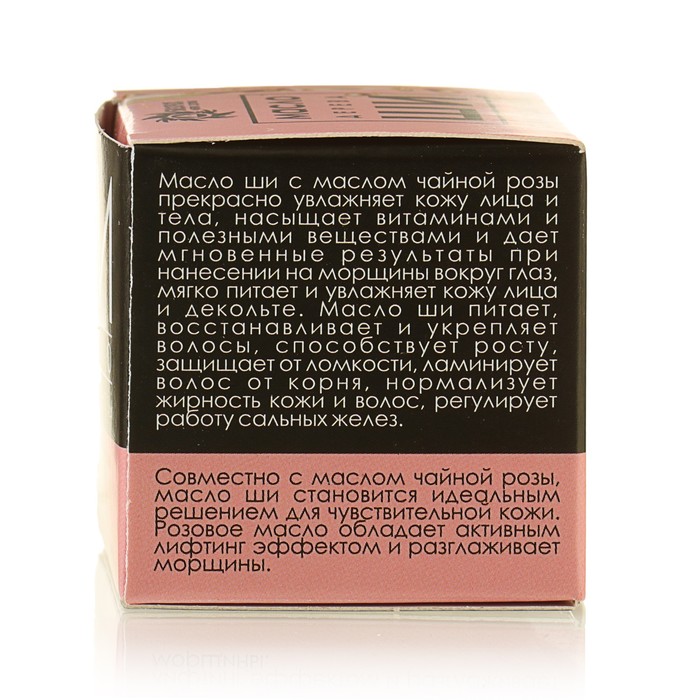 МАСЛО
ДЕРЕВА
ШИ
Масло ши с маслом чайной розы
прекрасно увлажняет кожу лица и
тела, насыщает витаминами и
полезными веществами и дает
мгновенные результаты при
нанесении на морщины вокруг глаз,
мягко питает и увлажняет кожу лица
и декольте. Масло ши питает,
восстанавливает и укрепляет
волосы, способствует росту,
защищает от ломкости, ламинирует
волос от корня, нормализует
жирность кожи и волос, регулирует
работу сальных желез.
Совместно с маслом чайной розы,
масло ши становится идеальным
решением для чувствительной кожи.
Розовое масло обладает активным
лифтинг эффектом и разглаживает
морщины.